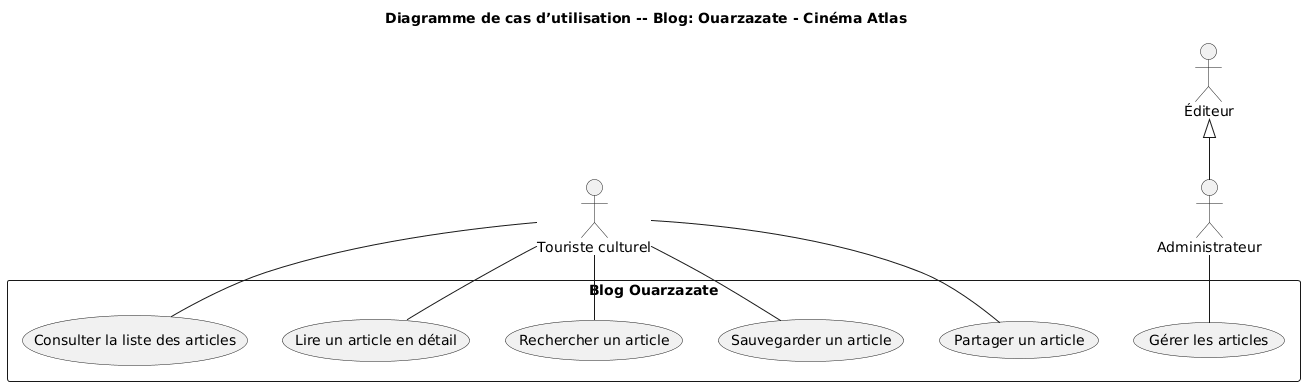 Diagramme de cas d’utilisation -- Blog: Ouarzazate - Cinéma Atlas
Éditeur
Touriste culturel
Administrateur
Blog Ouarzazate
Consulter la liste des articles
Lire un article en détail
Rechercher un article
Sauvegarder un article
Partager un article
Gérer les articles